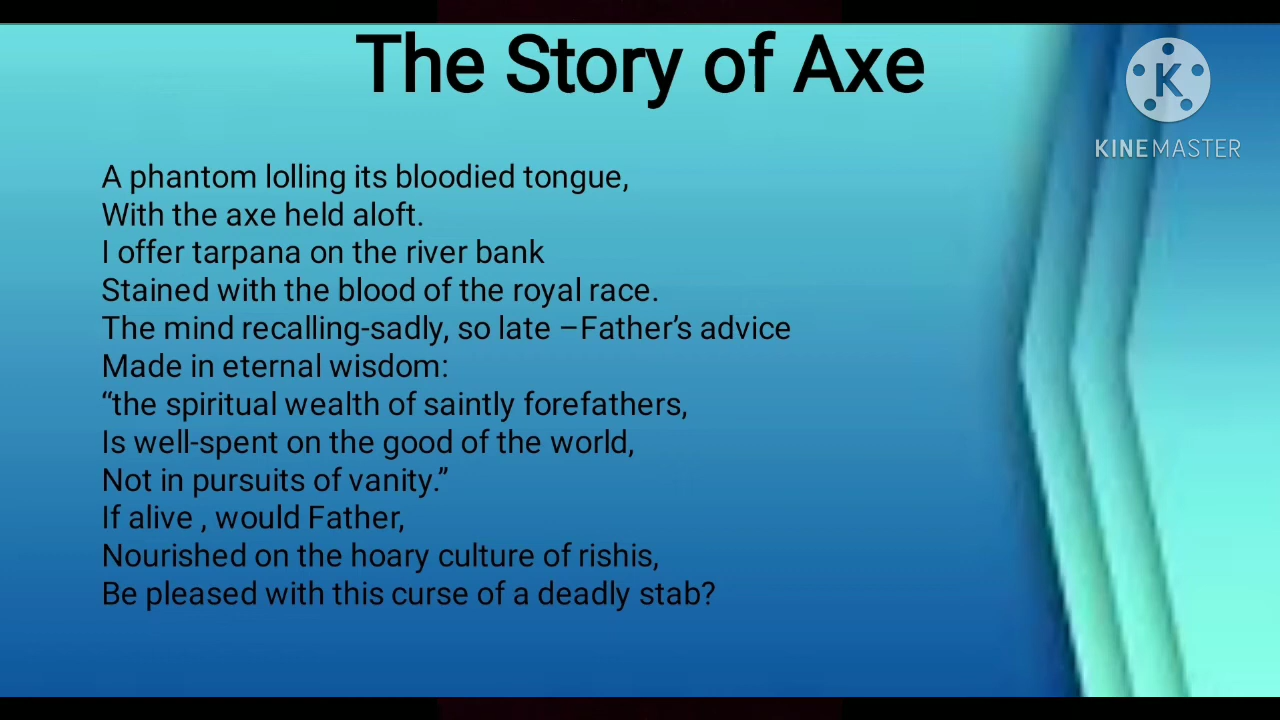 The Story of Axe
K
KINEMASTER
A phantom lolling its bloodied tongue,
With the axe held aloft.
I offer tarpana on the river bank
Stained with the blood of the royal race.
The mind recalling-sadly, so late –Father’s advice
Made in eternal wisdom:
“the spiritual wealth of saintly forefathers,
Is well-spent on the good of the world,
Not in pursuits of vanity.”
If alive , would Father,
Nourished on the hoary culture of rishis,
Be pleased with this curse of a deadly stab?